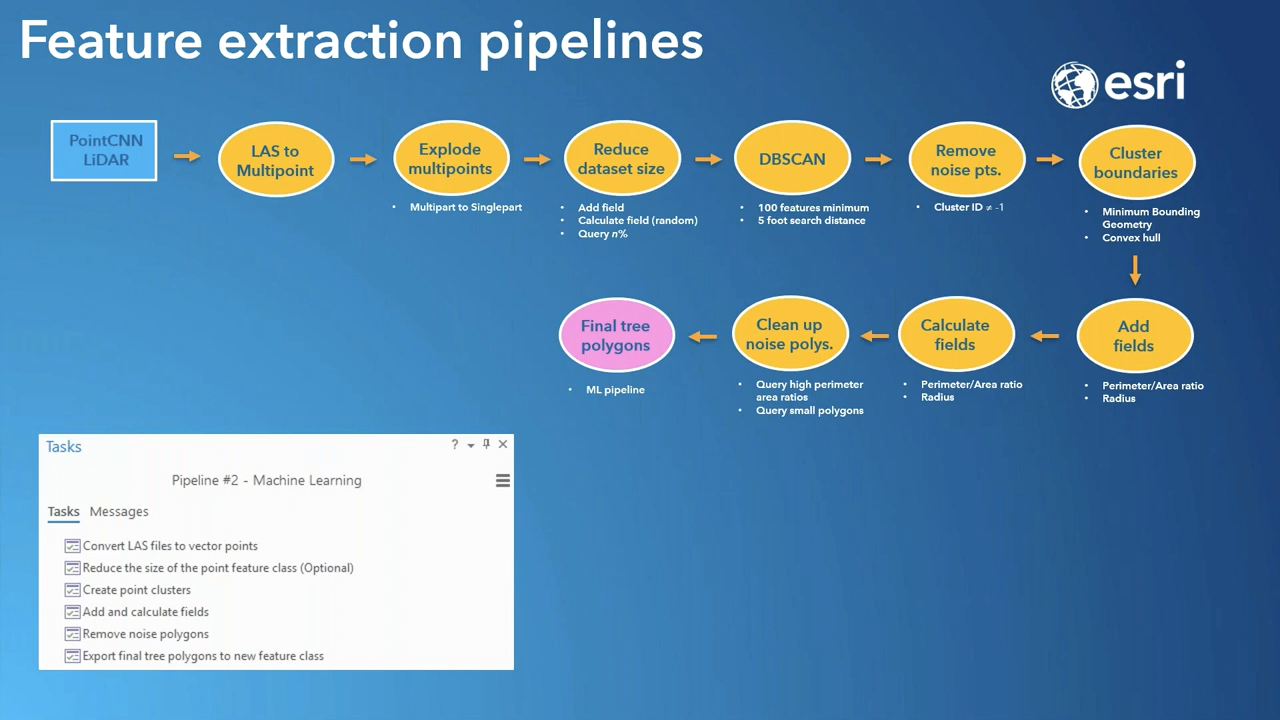 Feature extraction pipelines
esri
PointCNN
LiDAR
LAS to
Multipoint
Explode
multipoints
• Multipart to Singlepart
Reduce
dataset size
• Add field
• Calculate field (random)
• Query n%
DBSCAN
• 100 features minimum
• 5 foot search distance
Remove
noise pts.
• Cluster ID ≠ -1
Cluster
boundaries
• Minimum Bounding
Geometry
• Convex hull
Add
fields
• Perimeter/Area ratio
• Radius
Calculate
fields
• Perimeter/Area ratio
• Radius
Clean up
noise polys.
• Query high perimeter
area ratios
• Query small polygons
Final tree
polygons
• ML pipeline
Tasks
?
Pipeline #2 - Machine Learning
Tasks Messages
Convert LAS files to vector points
Reduce the size of the point feature class (Optional)
Create point clusters
Add and calculate fields
Remove noise polygons
Export final tree polygons to new feature class